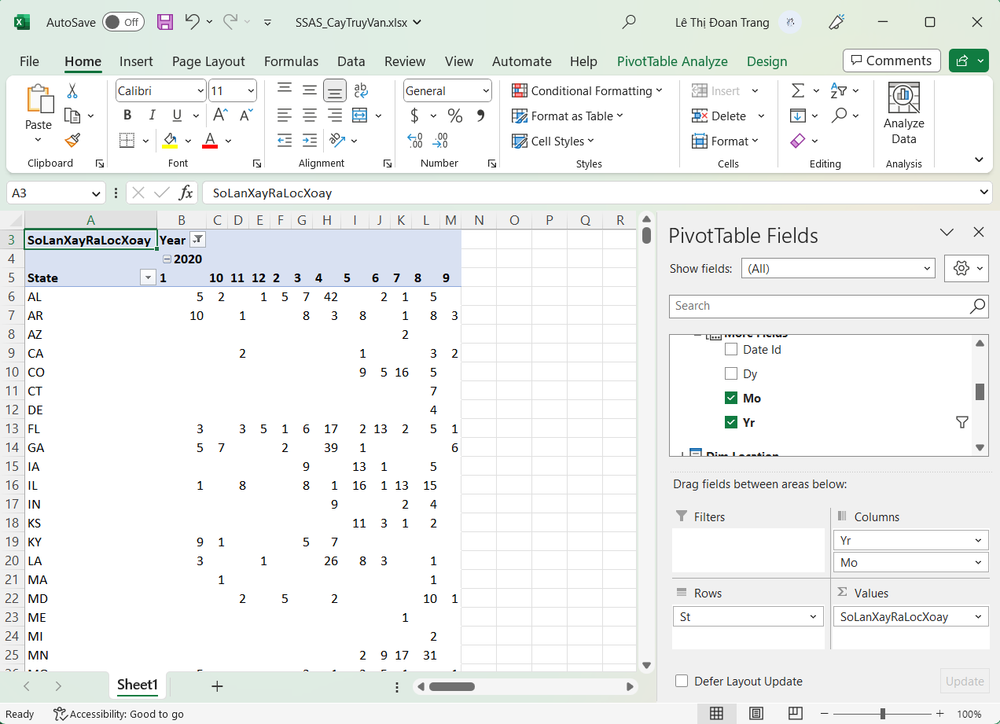 AutoSave Off SSAS_CayTruyVan.xlsx Lê Thị Đoan Trang
File Home Insert Page Layout Formulas Data Review View Automate Help PivotTable Analyze Design Comments
Paste
Calibri 11
B I U A A
A
ab
General
$ % 9
.00 .00
Conditional Formatting
Format as Table
Cell Styles
Insert
Delete
Format
Analyze
Data
Clipboard Font Alignment Number Styles Cells Editing Analysis
A3 fx SoLanXayRaLocXoay
A B C D E F G H I J K L M N O P Q R
3 SoLanXayRaLocXoay Year
4 2020
5 State 1 10 11 12 2 3 4 5 6 7 8 9
6 AL 5 2 1 5 7 42 2 1 5
7 AR 10 1 8 3 8 1 8 3
8 AZ 2
9 CA 2 1 3 2
10 CO 9 5 16 5
11 CT 7
12 DE 4
13 FL 3 3 5 1 6 17 2 13 2 5 1
14 GA 5 7 2 39 1 6
15 IA 9 13 1 5
16 IL 1 8 8 1 16 1 13 15
17 IN 9 2 4
18 KS 11 3 1 2
19 KY 9 1 5 7
20 LA 3 1 26 8 3 1
21 MA 1 1
22 MD 2 5 2 10 1
23 ME 1
24 MI 2
25 MN 2 9 17 31
PivotTable Fields
Show fields: (All)
Search
More Fields
Date Id
Dy
Mo
Yr
Dim Location
Drag fields between areas below:
Filters Columns
Yr
Mo
Rows Σ Values
St SoLanXayRaLocXoay
Defer Layout Update Update
Sheet1
Ready Accessibility: Good to go 100%